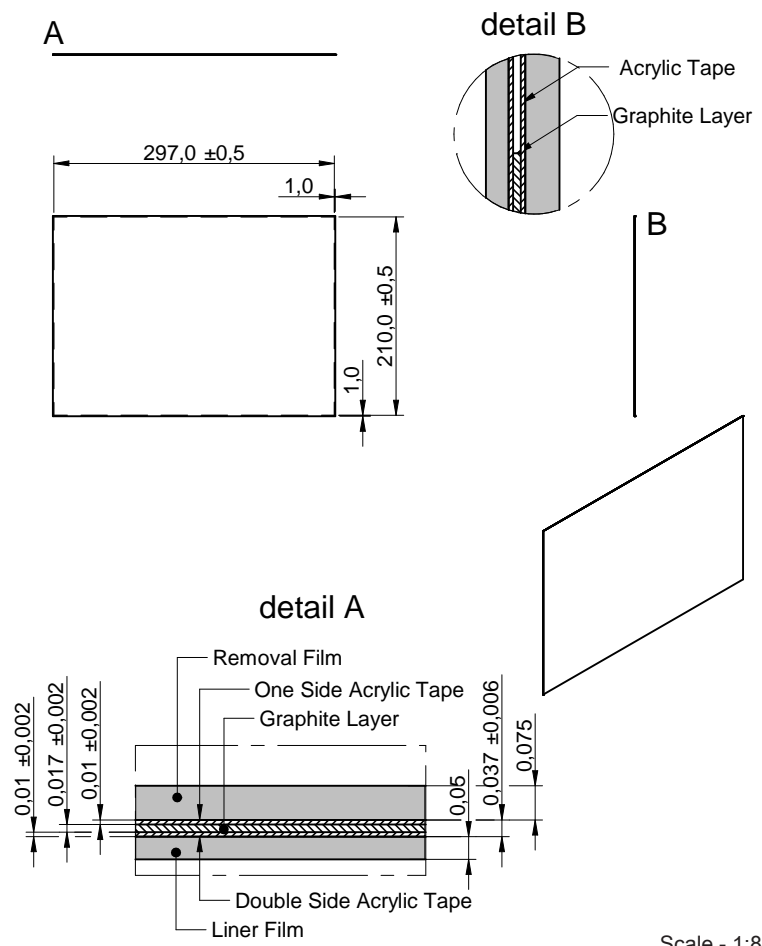 detail B
A
Acrylic Tape
Graphite Layer
297,0 ±0,5
1,0
B
210,0 ±0,5
1,0
detail A
Removal Film
One Side Acrylic Tape
Graphite Layer
0,01 ±0,002
0,017 ±0,002
0,01 ±0,002
0,05
0,037 ±0,006
0,075
Double Side Acrylic Tape
Liner Film
Scale - 1:8